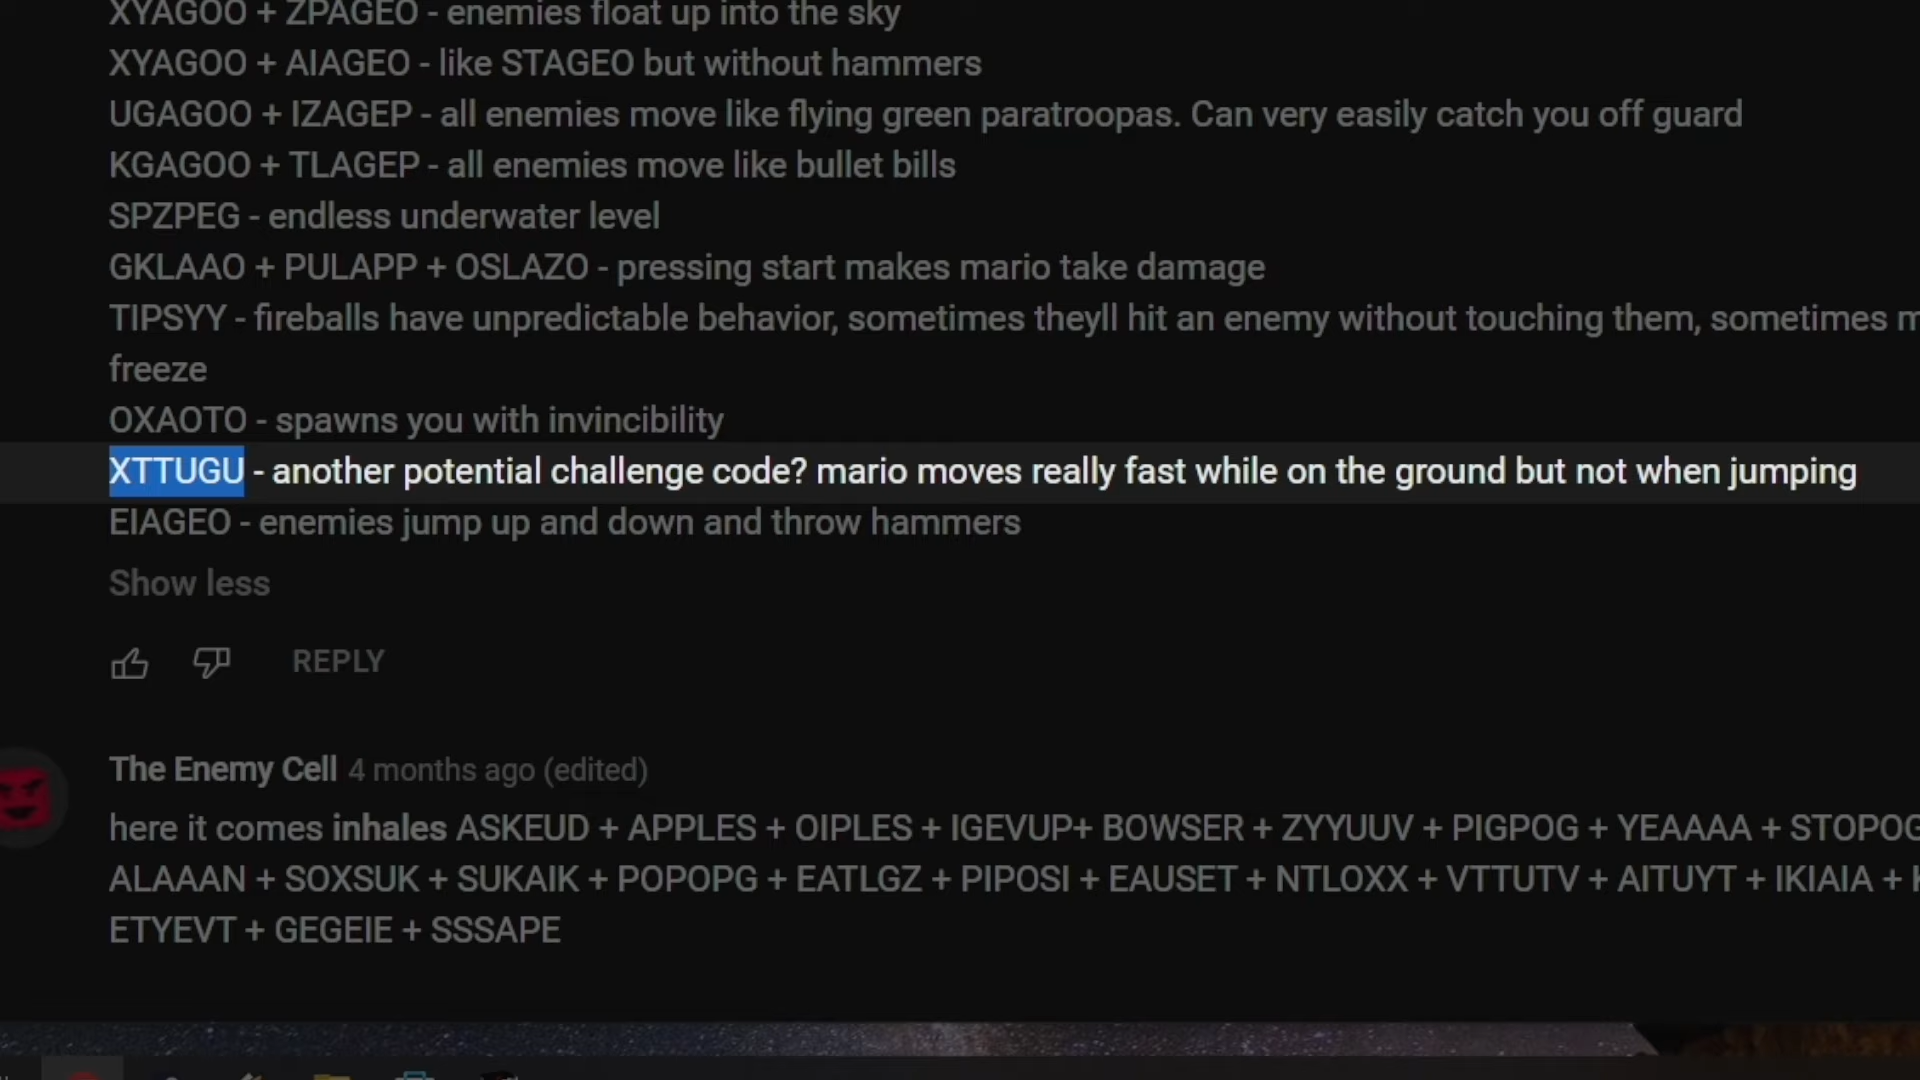 XYAGOO + ZPAGEO - enemies float up into the sky
XYAGOO + AIAGEO - like STAGEO but without hammers
UGAGOO + IZAGEP - all enemies move like flying green paratroopas. Can very easily catch you off guard
KGAGOO + TLAGEP - all enemies move like bullet bills
SPZPEG - endless underwater level
GKLAAO + PULAPP + OSLAZO - pressing start makes mario take damage
TIPSYY - fireballs have unpredictable behavior, sometimes theyll hit an enemy without touching them, sometimes
freeze
OXAOTO - spawns you with invincibility
XTTUGU - another potential challenge code? mario moves really fast while on the ground but not when jumping
EIAGEO - enemies jump up and down and throw hammers
Show less
REPLY
The Enemy Cell 4 months ago (edited)
here it comes inhales ASKEUD + APPLES + OIPLES + IGEVUP+ BOWSER + ZYYUUV + PIGPOG + YEAAAA + STOPOG
ALAAAN + SOXSUK + SUKAIK + POPOPG + EATLGZ + PIPOSI + EAUSET + NTLOXX + VTTUTV + AITUYT + IKIAIA +
ETYEVT + GEGEIE + SSSAPE